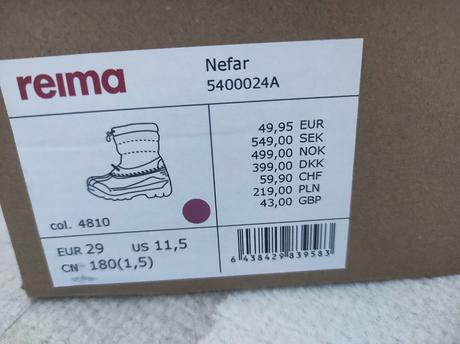 reima
Nefar
5400024A
49,95 EUR
549,00 SEK
499,00 NOK
399,00 DKK
59,90 CHF
219,00 PLN
43,00 GBP
col. 4810
EUR 29 US 11,5
CN 180(1,5)
6 438429 839583